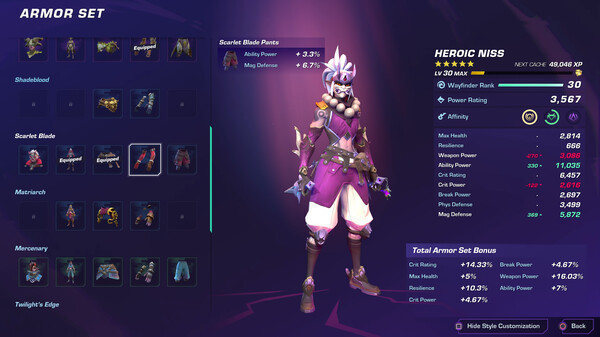 ARMOR SET
Equipped
Shadeblood
Scarlet Blade
Equipped
Equipped
Matriarch
Mercenary
Twilight's Edge
Scarlet Blade Pants
Ability Power + 3.3%
Mag Defense + 6.7%
HEROIC NISS
LV 30 MAX
NEXT CACHE 49,046 XP
Wayfinder Rank 30
Power Rating 3,567
Affinity
Max Health - 2,814
Resilience - 666
Weapon Power 3,086
Ability Power 330 11,035
Crit Rating - 6,457
Crit Power 2,616
Break Power - 2,697
Phys Defense - 3,499
Mag Defense 369 5,872
Total Armor Set Bonus
Crit Rating +14.33% Break Power +4.67%
Max Health +5% Weapon Power +16.03%
Resilience +10.3% Ability Power +7%
Crit Power +4.67%
Hide Style Customization Back